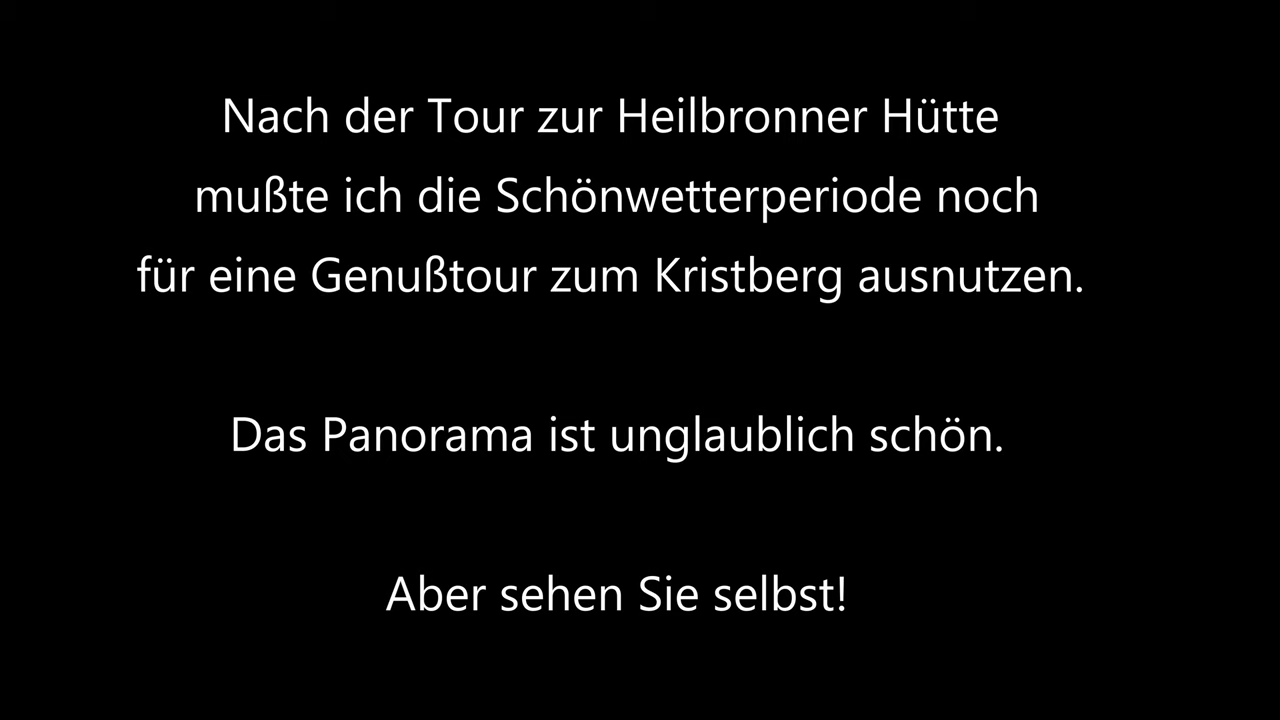 Nach der Tour zur Heilbronner Hütte
mußte ich die Schönwetterperiode noch
für eine Genußtour zum Kristberg ausnutzen.
Das Panorama ist unglaublich schön.
Aber sehen Sie selbst!